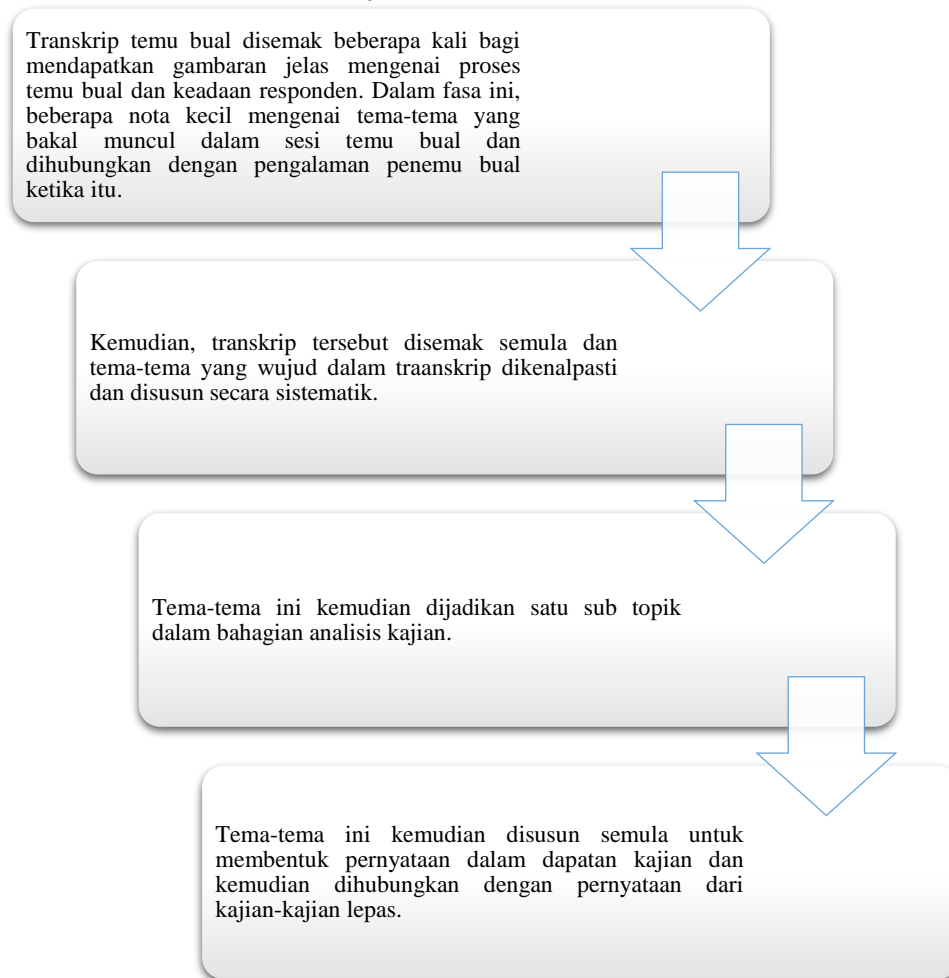 Transkrip temu bual disemak beberapa kali bagi
mendapatkan gambaran jelas mengenai proses
temu bual dan keadaan responden. Dalam fasa ini,
beberapa nota kecil mengenai tema-tema yang
bakal muncul dalam sesi temu bual dan
dihubungkan dengan pengalaman penemu bual
ketika itu.
Kemudian, transkrip tersebut disemak semula dan
tema-tema yang wujud dalam traanskrip dikenalpasti
dan disusun secara sistematik.
Tema-tema ini kemudian dijadikan satu sub topik
dalam bahagian analisis kajian.
Tema-tema ini kemudian disusun semula untuk
membentuk pernyataan dalam dapatan kajian dan
kemudian dihubungkan dengan pernyataan dari
kajian-kajian lepas.